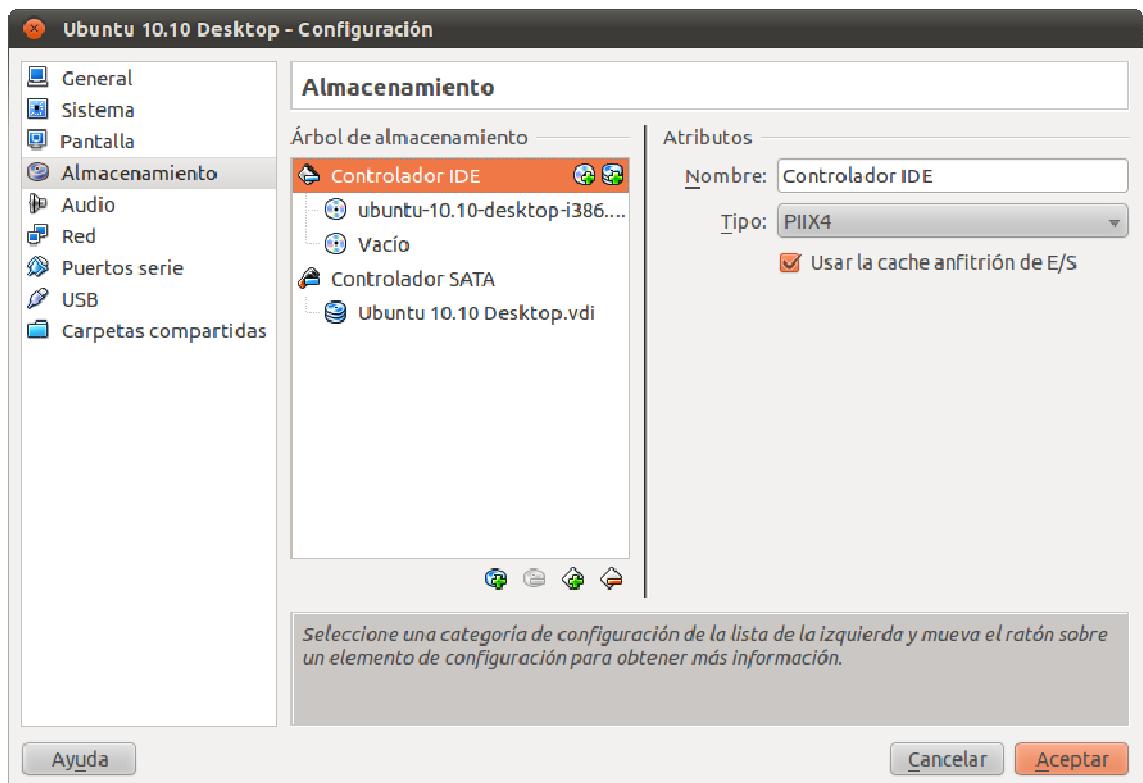 Ubuntu 10.10 Desktop - Configuración
General
Sistema
Pantalla
Almacenamiento
Audio
Red
Puertos serie
USB
Carpetas compartidas
Almacenamiento
Árbol de almacenamiento
Controlador IDE
ubuntu-10.10-desktop-i386....
Vacío
Controlador SATA
Ubuntu 10.10 Desktop.vdi
Atributos
Nombre: Controlador IDE
Tipo: PIIX4
Usar la cache anfitrión de E/S
Seleccione una categoría de configuración de la lista de la izquierda y mueva el ratón sobre
un elemento de configuración para obtener más información.
Ayuda
Cancelar
Aceptar